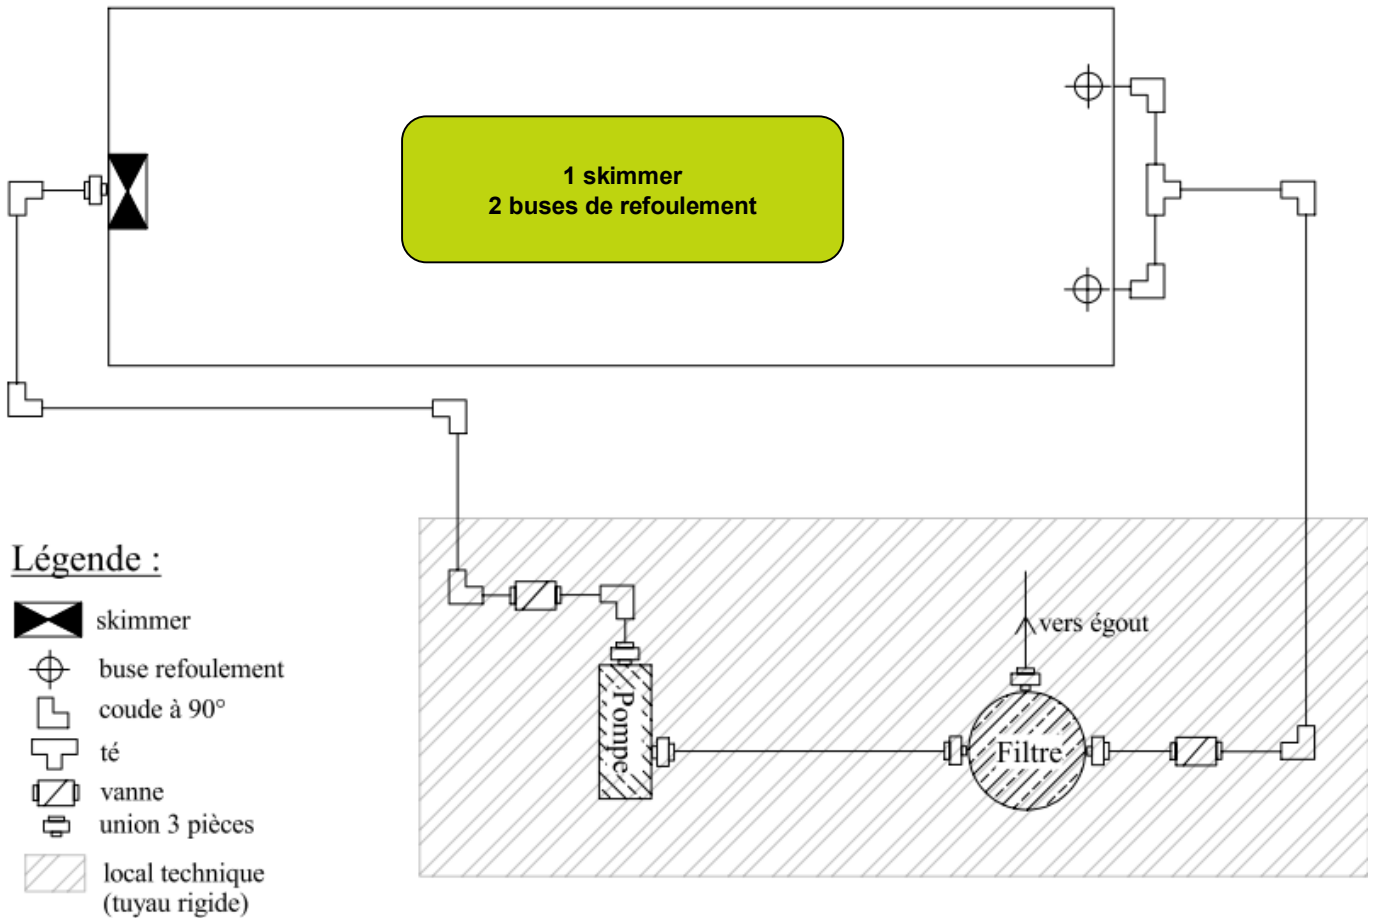 1 skimmer
2 buses de refoulement
Légende :
skimmer
buse refoulement
coude à 90°
té
vanne
union 3 pièces
local technique
(tuyau rigide)
vers égout
Pompe
Filtre